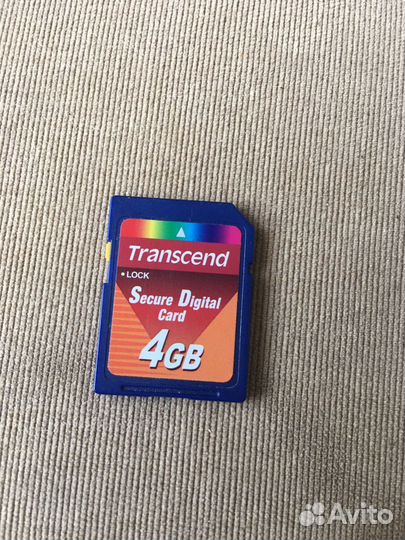 Transcend
LOCK
Secure Digital
Card
4GB
Avito